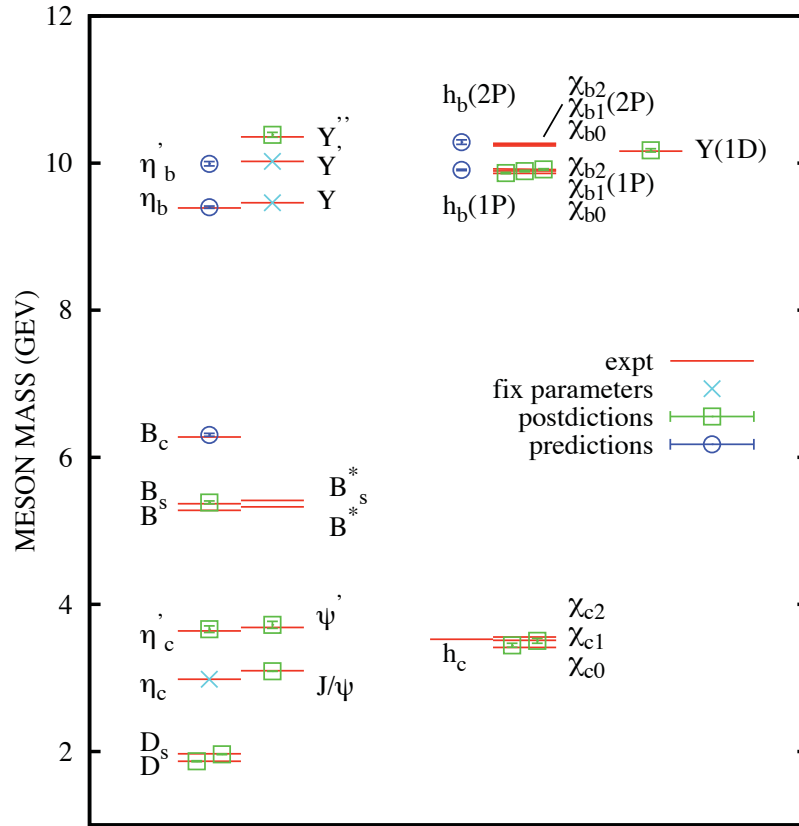 MESON MASS (GEV)
12
10
8
6
4
2
η'b
ηb
Υ''
Υ'
Υ
hb(2P)
χb2
χb1(2P)
χb0
hb(1P)
χb2
χb1(1P)
χb0
Υ(1D)
expt
fix parameters
postdictions
predictions
Bc
Bs
B
B*s
B*
η'c
ψ'
ηc
J/ψ
hc
χc2
χc1
χc0
Ds
D